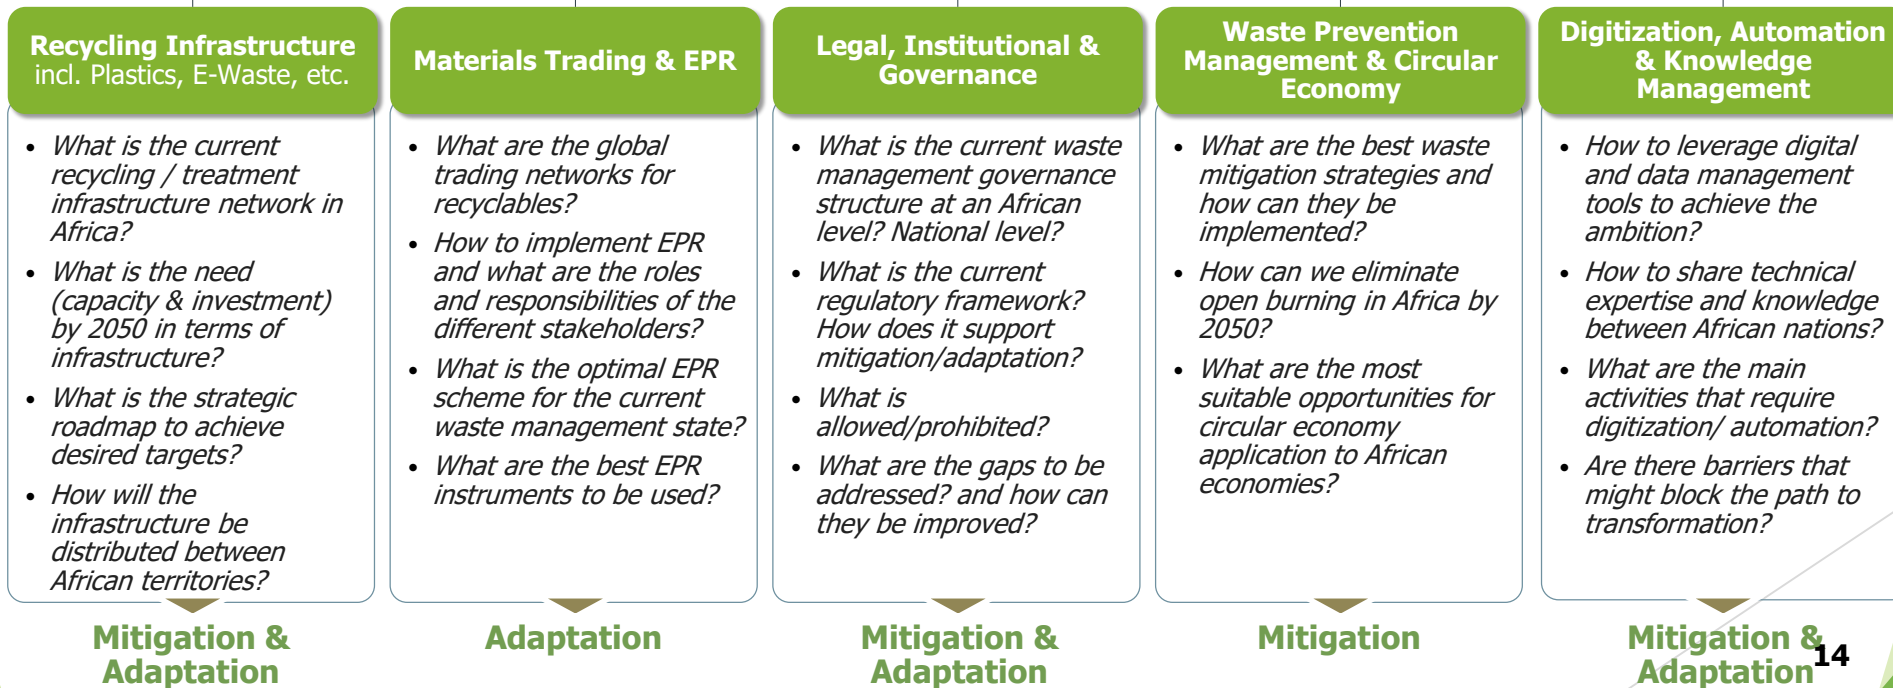 Recycling Infrastructure
incl. Plastics, E-Waste, etc.
• What is the current
recycling / treatment
infrastructure network in
Africa?
• What is the need
(capacity & investment)
by 2050 in terms of
infrastructure?
• What is the strategic
roadmap to achieve
desired targets?
• How will the
infrastructure be
distributed between
African territories?
Mitigation &
Adaptation
Materials Trading & EPR
• What are the global
trading networks for
recyclables?
• How to implement EPR
and what are the roles
and responsibilities of the
different stakeholders?
• What is the optimal EPR
scheme for the current
waste management state?
• What are the best EPR
instruments to be used?
Adaptation
Legal, Institutional &
Governance
• What is the current waste
management governance
structure at an African
level? National level?
• What is the current
regulatory framework?
How does it support
mitigation/adaptation?
• What is
allowed/prohibited?
• What are the gaps to be
addressed? and how can
they be improved?
Mitigation &
Adaptation
Waste Prevention
Management & Circular
Economy
• What are the best waste
mitigation strategies and
how can they be
implemented?
• How can we eliminate
open burning in Africa by
2050?
• What are the most
suitable opportunities for
circular economy
application to African
economies?
Mitigation
Digitization, Automation
& Knowledge
Management
• How to leverage digital
and data management
tools to achieve the
ambition?
• How to share technical
expertise and knowledge
between African nations?
• What are the main
activities that require
digitization/ automation?
• Are there barriers that
might block the path to
transformation?
Mitigation &
Adaptation
14